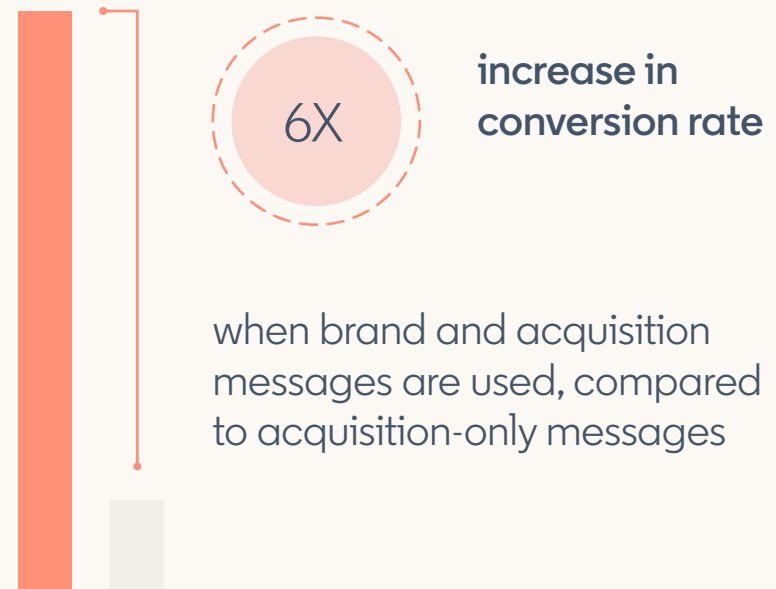 6X
increase in
conversion rate
when brand and acquisition
messages are used, compared
to acquisition-only messages